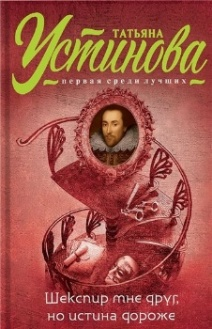 ТАТЬЯНА
Устинова
первая среди лучших
Шекспир мне друг,
но истина дороже